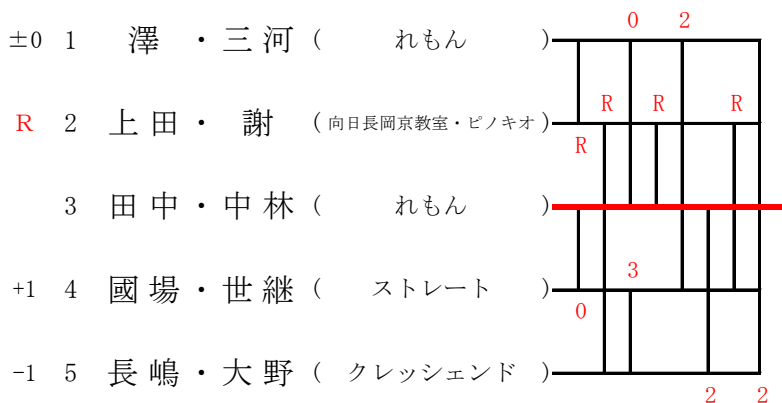 0 2
±0 1 澤・三河（ れもん ）
R R R
R 2 上田・謝（向日長岡京教室・ピノキオ）
R
3 田中・中林（ れもん ）
3
+1 4 國場・世継（ ストレート ）
0
-1 5 長嶋・大野（ クレッシェンド ）
2 2